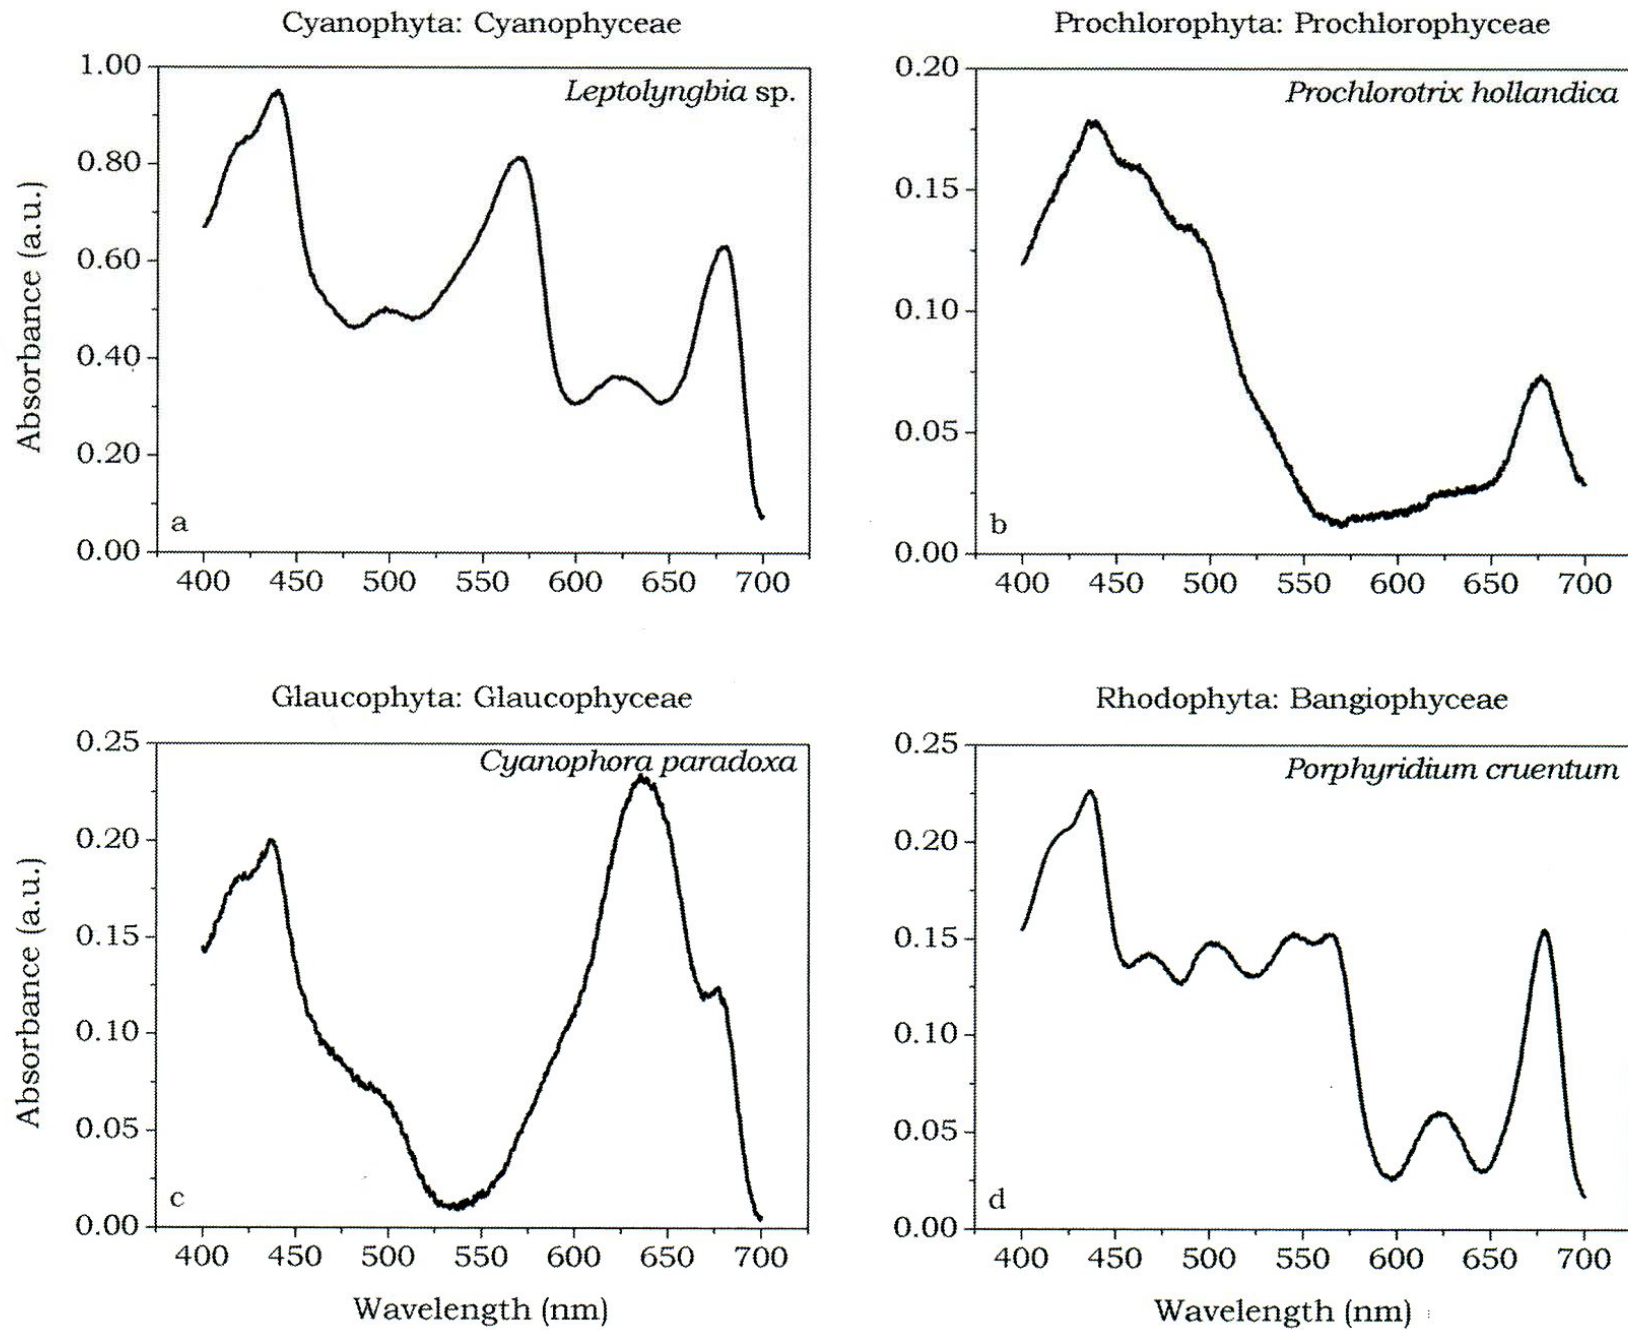 Cyanophyta: Cyanophyceae
Leptolyngbia sp.
Absorbance (a.u.)
1.00
0.80
0.60
0.40
0.20
0.00
a
400 450 500 550 600 650 700
Prochlorophyta: Prochlorophyceae
Prochlorotrix hollandica
0.20
0.15
0.10
0.05
0.00
b
400 450 500 550 600 650 700
Glaucophyta: Glaucophyceae
Cyanophora paradoxa
Absorbance (a.u.)
0.25
0.20
0.15
0.10
0.05
0.00
c
400 450 500 550 600 650 700
Wavelength (nm)
Rhodophyta: Bangiophyceae
Porphyridium cruentum
0.25
0.20
0.15
0.10
0.05
0.00
d
400 450 500 550 600 650 700
Wavelength (nm)